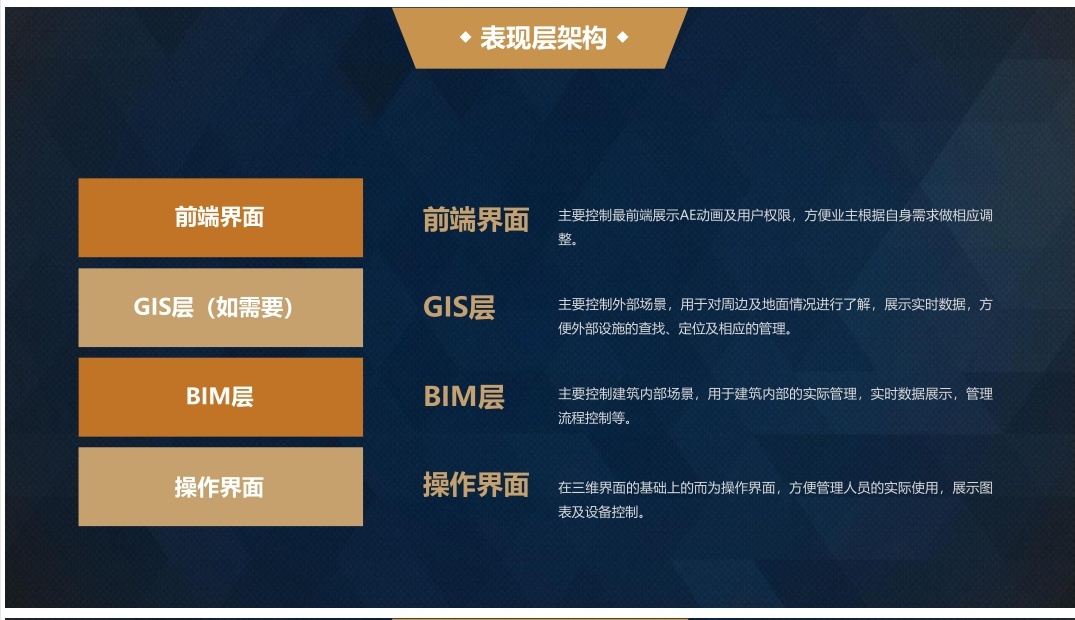 表现层架构
前端界面
前端界面
主要控制最前端展示AE动画及用户权限，方便业主根据自身需求做相应调
整。
GIS层（如需要）
GIS层
主要控制外部场景，用于对周边及地面情况进行了解，展示实时数据，方
便外部设施的查找、定位及相应的管理。
BIM层
BIM层
主要控制建筑内部场景，用于建筑内部的实际管理，实时数据展示，管理
流程控制等。
操作界面
操作界面
在三维界面的基础上的而为操作界面，方便管理人员的实际使用，展示图
表及设备控制。